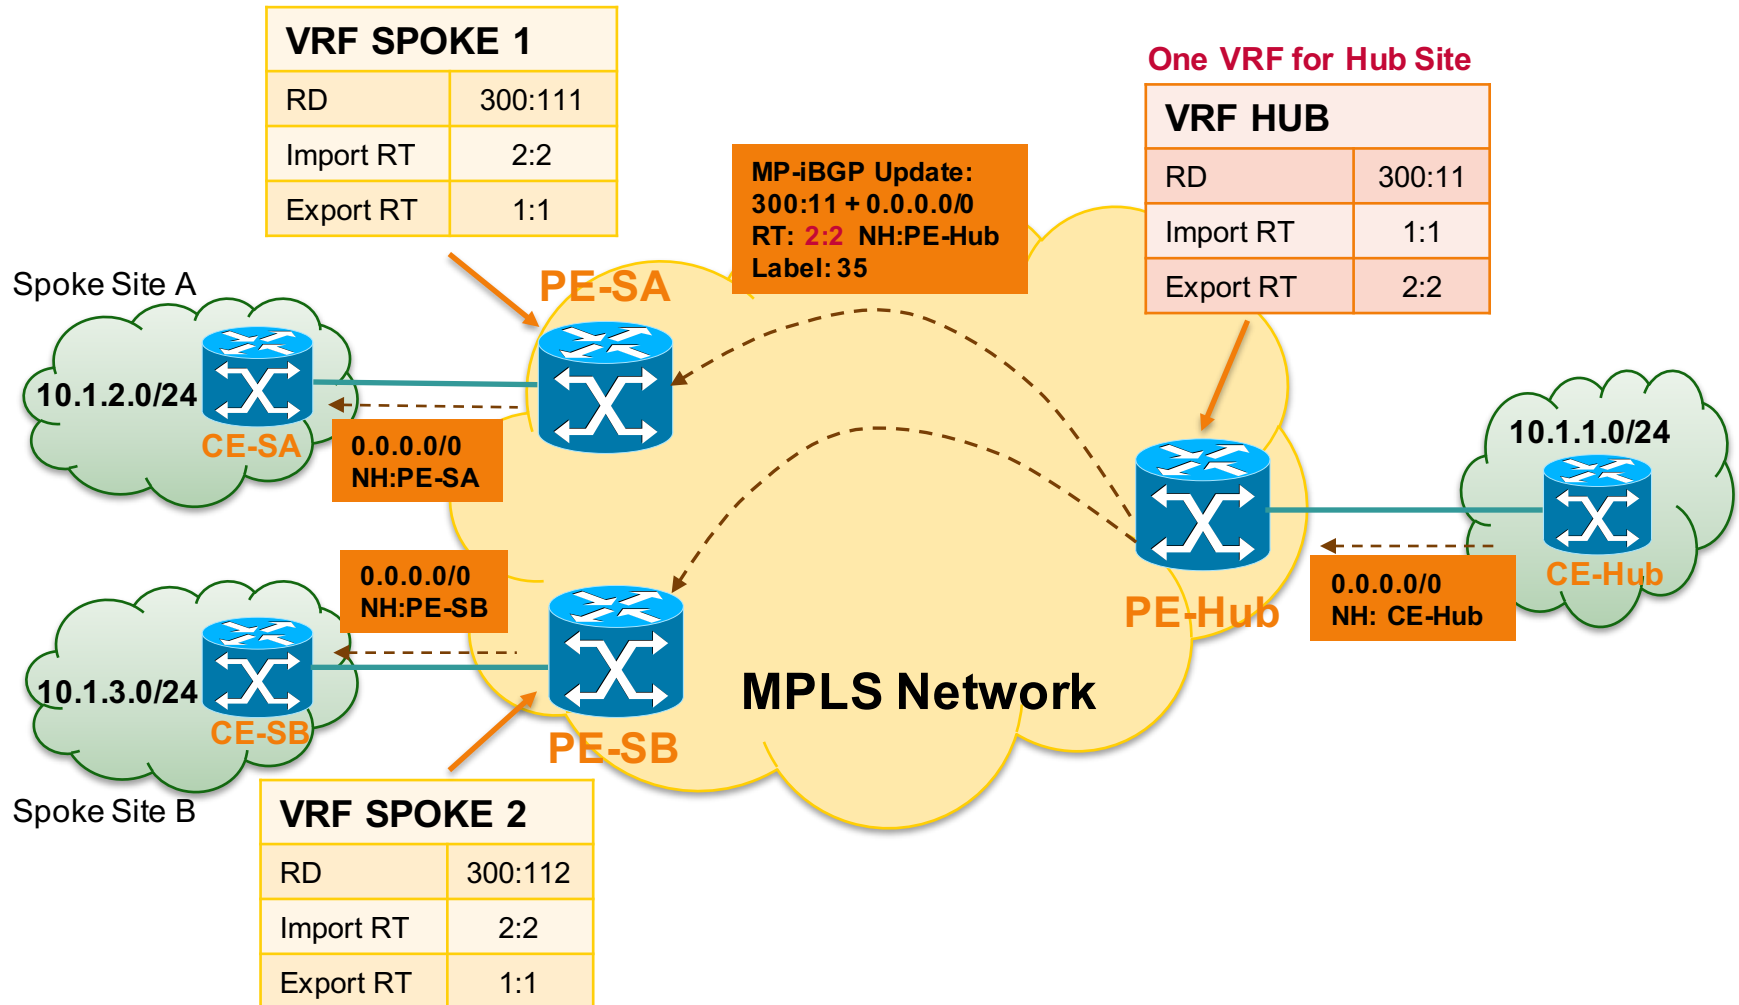 VRF SPOKE 1
RD 300:111
Import RT 2:2
Export RT 1:1
One VRF for Hub Site
VRF HUB
RD 300:11
Import RT 1:1
Export RT 2:2
MP-iBGP Update:
300:11 + 0.0.0.0/0
RT: 2:2 NH:PE-Hub
Label: 35
Spoke Site A
PE-SA
10.1.2.0/24
CE-SA
0.0.0.0/0
NH:PE-SA
10.1.1.0/24
CE-Hub
PE-Hub
0.0.0.0/0
NH: CE-Hub
0.0.0.0/0
NH:PE-SB
10.1.3.0/24
CE-SB
PE-SB
MPLS Network
Spoke Site B
VRF SPOKE 2
RD 300:112
Import RT 2:2
Export RT 1:1